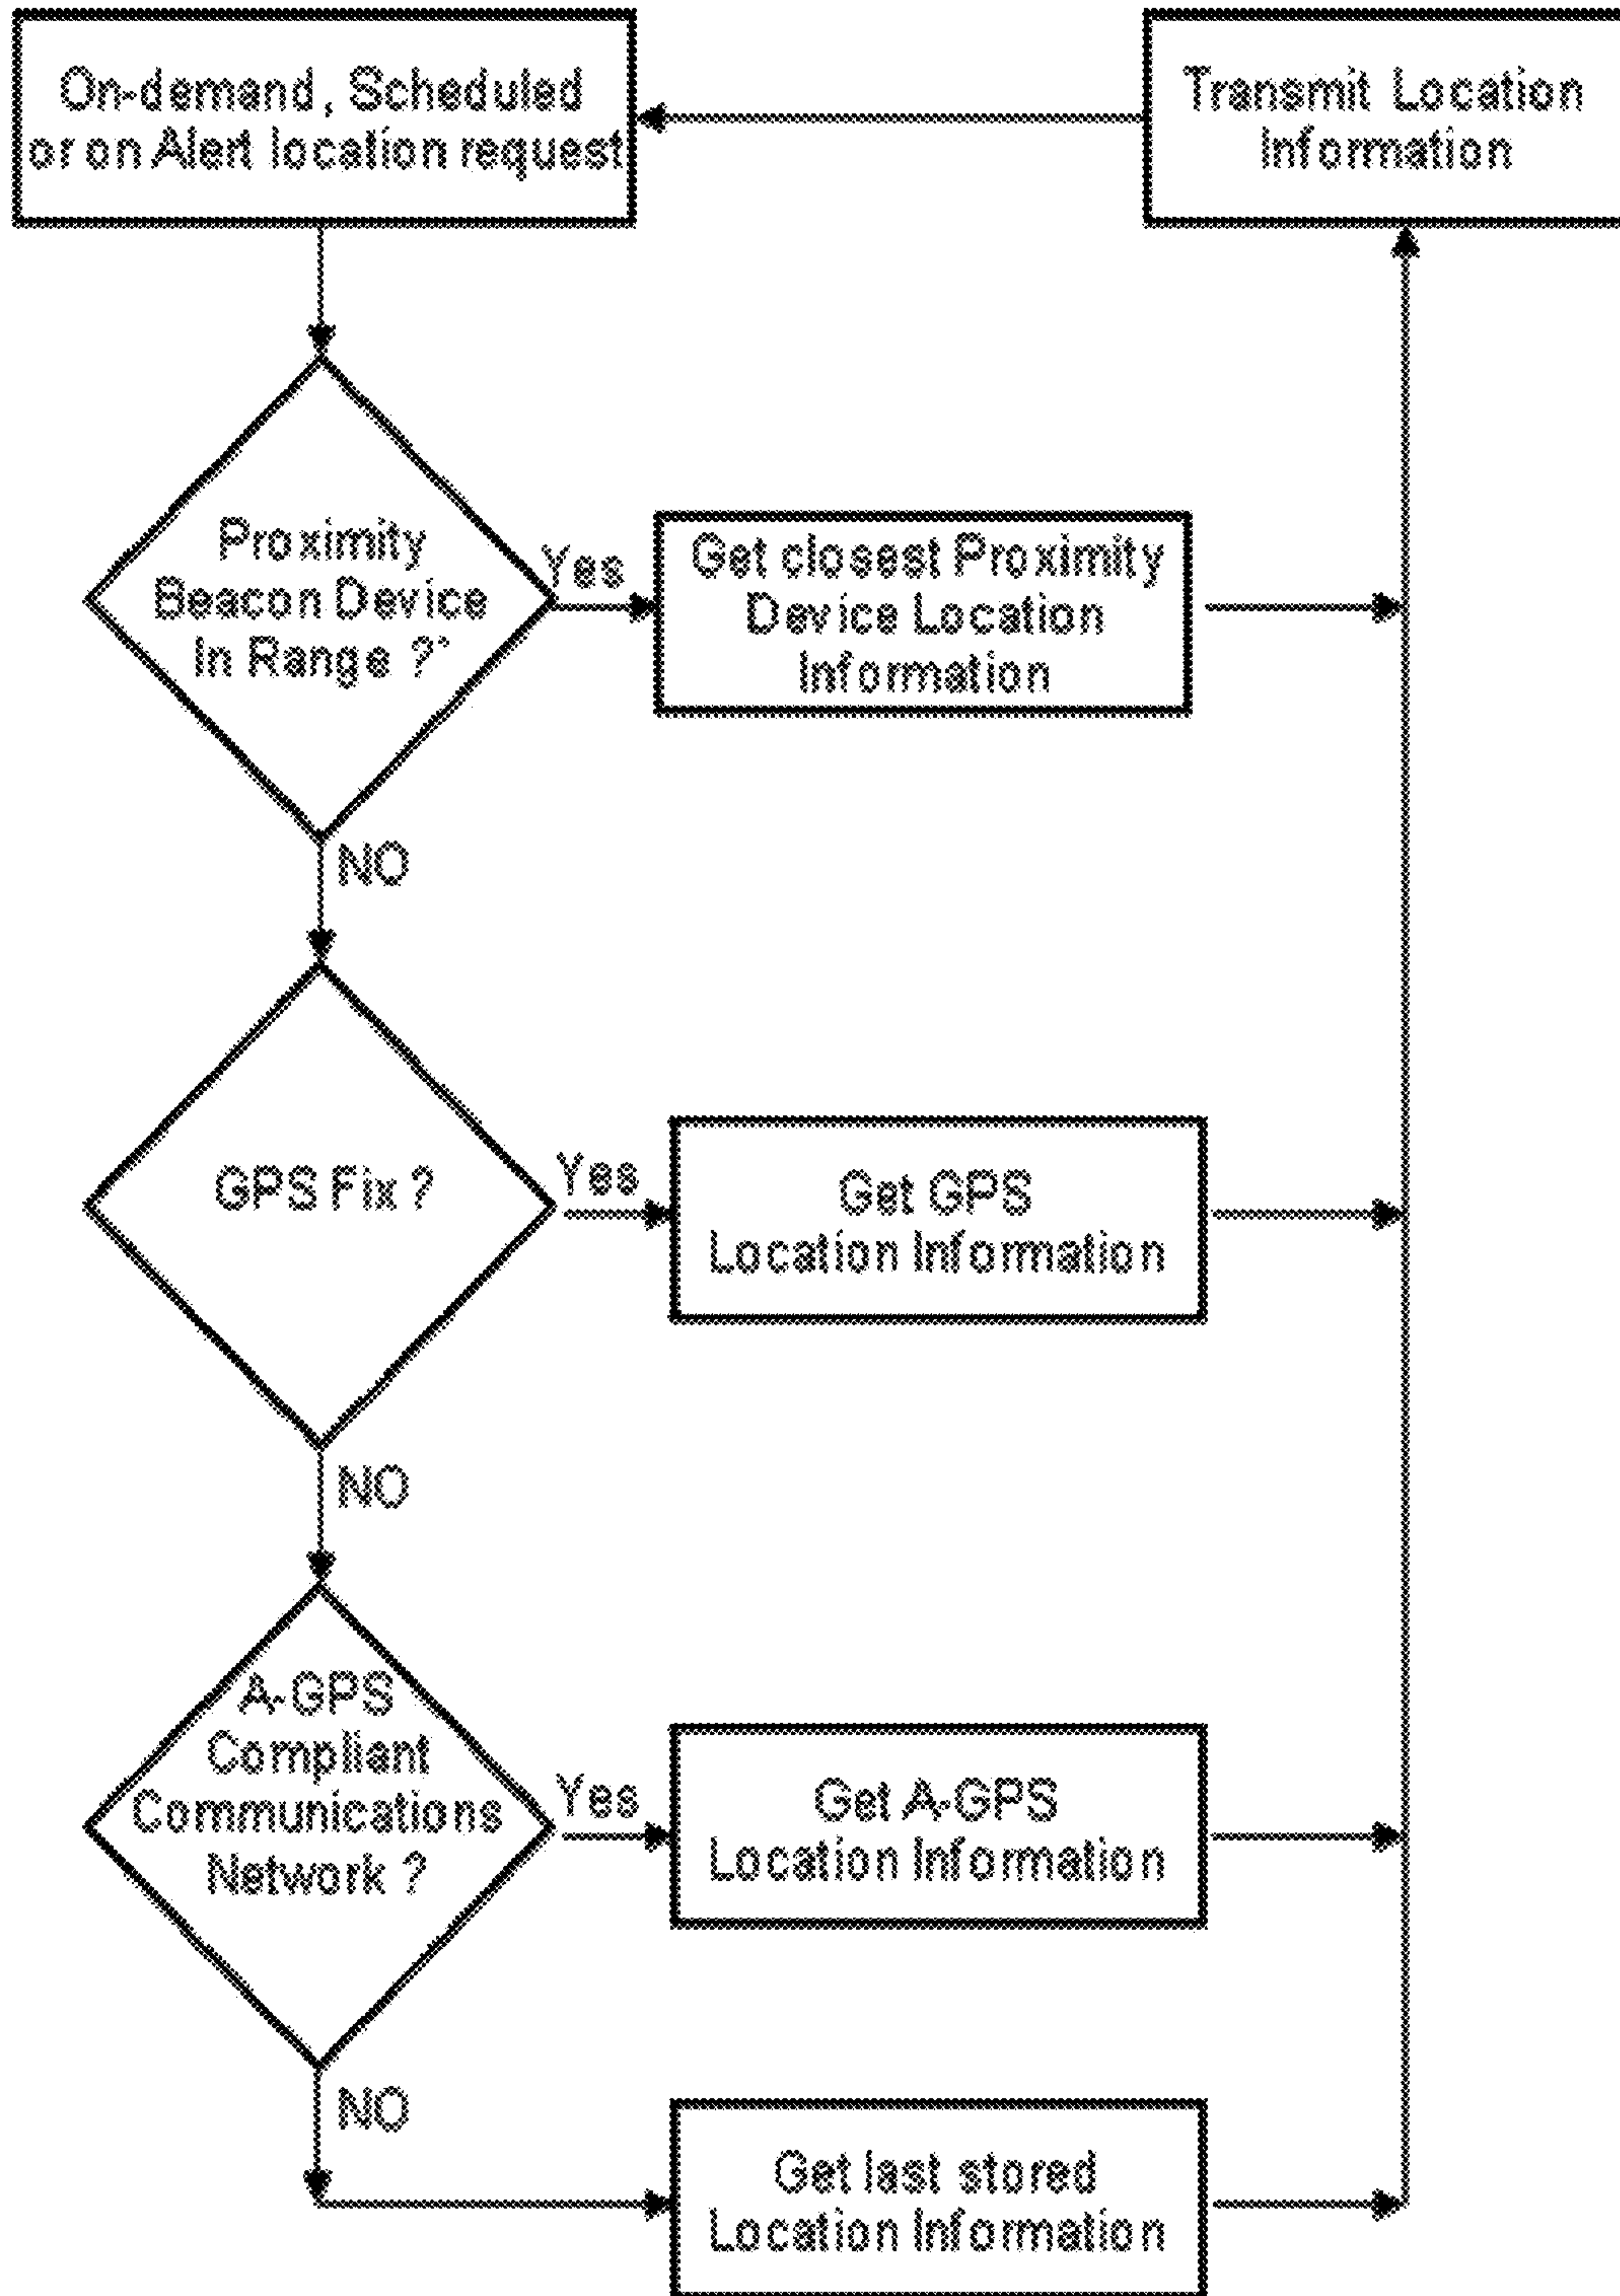 On-demand, Scheduled
or on Alert location request
Transmit Location
Information
Proximity
Beacon Device
In Range ?*
Yes
Get closest Proximity
Device Location
Information
NO
GPS Fix ?
Yes
Get GPS
Location Information
NO
A-GPS
Compliant
Communications
Network ?
Yes
Get A-GPS
Location Information
NO
Get last stored
Location Information